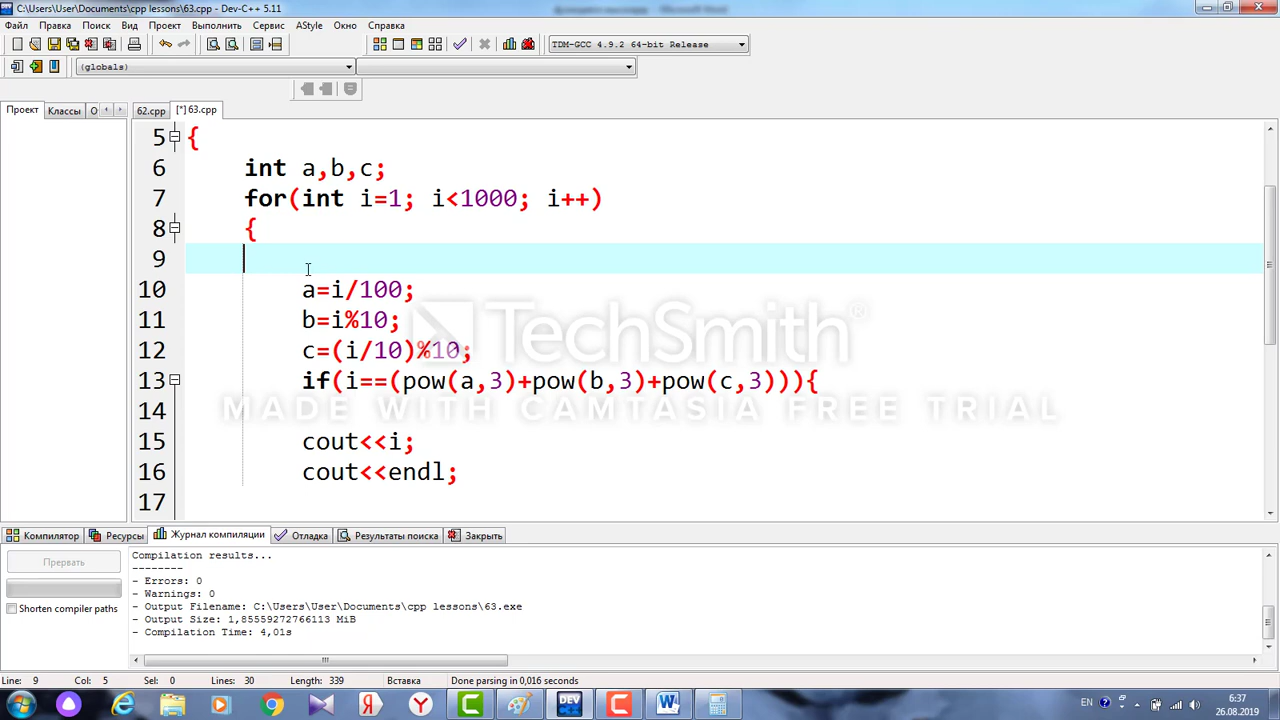 C:\Users\User\Documents\cpp lessons\63.cpp - Dev-C++ 5.11
Файл Правка Поиск Вид Проект Выполнить Сервис AStyle Окно Справка
TDM-GCC 4.9.2 64-bit Release
(globals)
Проект Классы О 62.cpp [*] 63.cpp
5 {
6 int a,b,c;
7 for(int i=1; i<1000; i++)
8 {
9
10 a=i/100;
11 b=i%10;
12 c=(i/10)%10;
13 if(i==(pow(a,3)+pow(b,3)+pow(c,3))){
14
15 cout<<i;
16 cout<<endl;
17
TechSmith®
MADE WITH CAMTASIA FREE TRIAL
Компилятор Ресурсы Журнал компиляции Отладка Результаты поиска Закрыть
Прервать
Shorten compiler paths
Compilation results...
--------
- Errors: 0
- Warnings: 0
- Output Filename: C:\Users\User\Documents\cpp lessons\63.exe
- Output Size: 1,85559272766113 MiB
- Compilation Time: 4,01s
Line: 9 Col: 5 Sel: 0 Lines: 30 Length: 339 Вставка Done parsing in 0,016 seconds
EN 6:37
26.08.2019